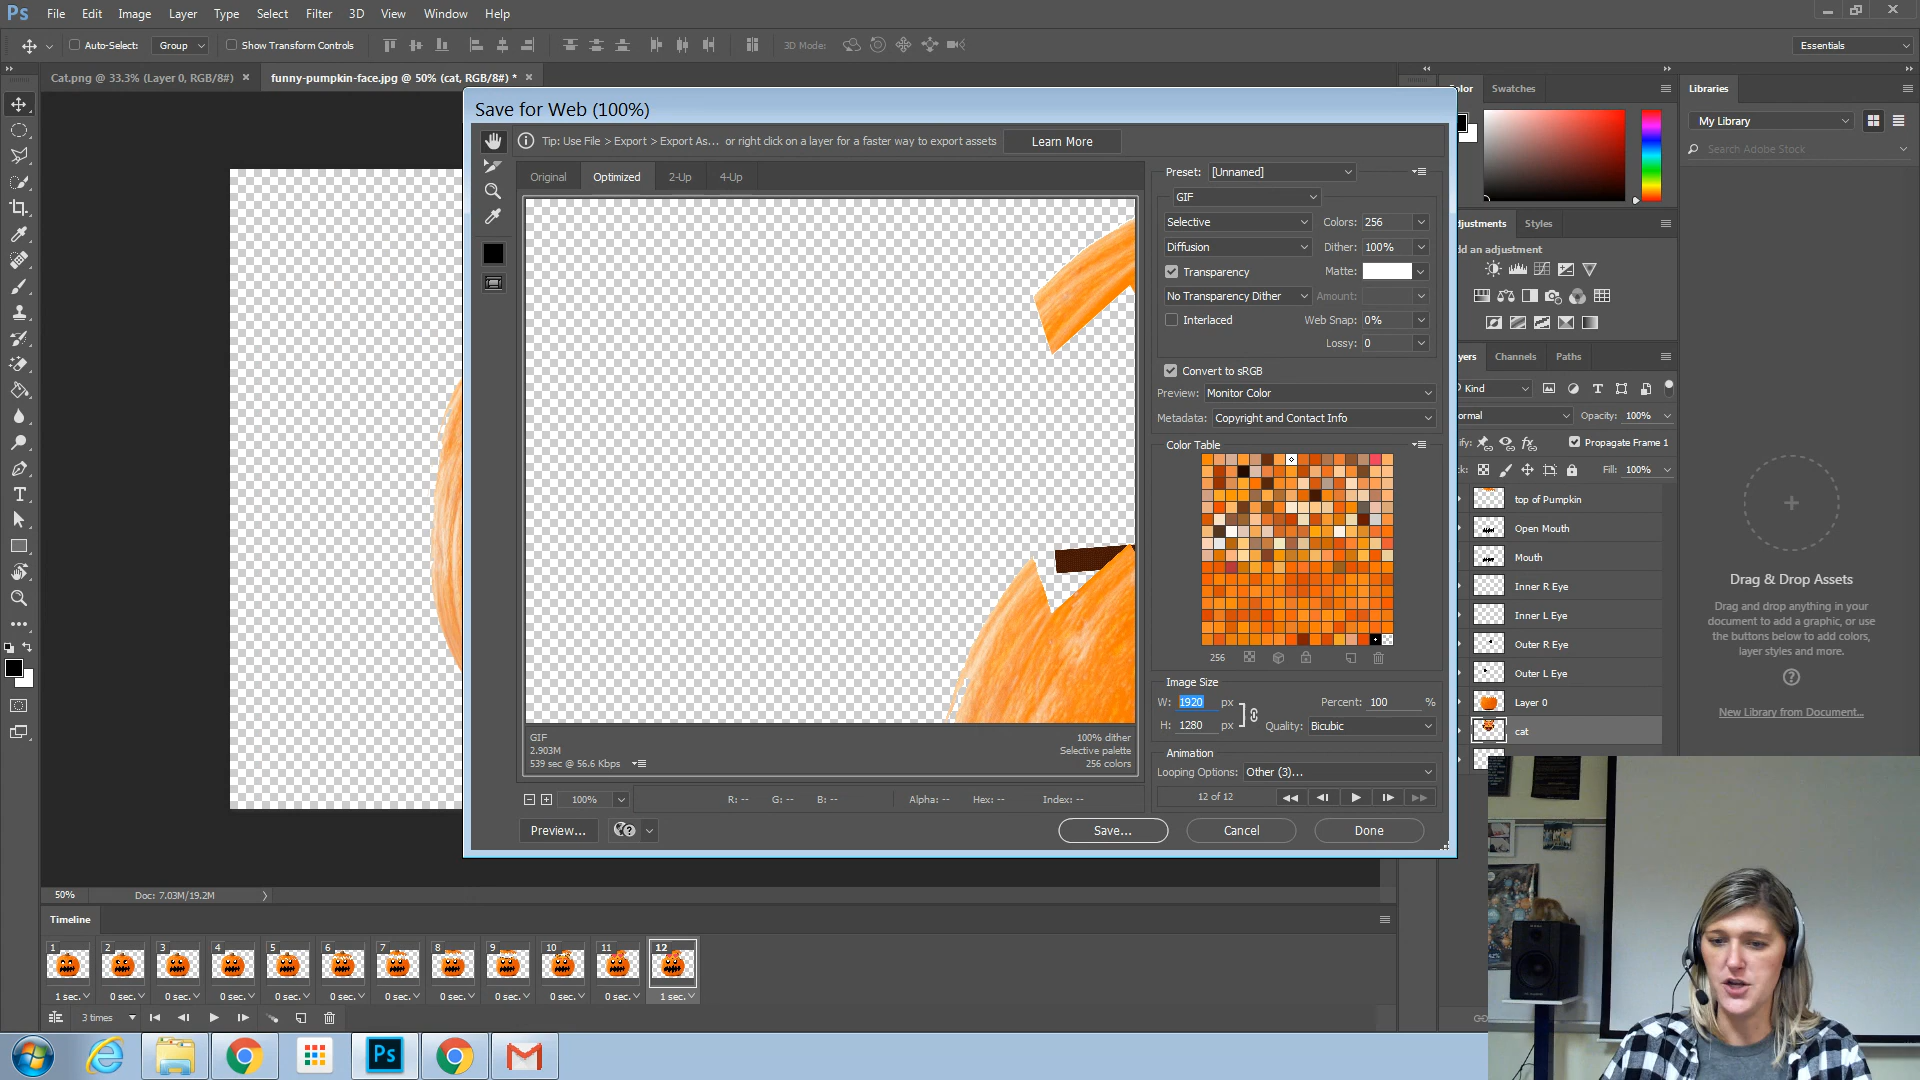 Ps File Edit Image Layer Type Select Filter 3D View Window Help
Auto-Select: Group Show Transform Controls 3D Mode: Essentials
Cat.png @ 33.3% (Layer 0, RGB/8#) × funny-pumpkin-face.jpg @ 50% (cat, RGB/8#) * ×
Save for Web (100%)
Tip: Use File > Export > Export As... or right click on a layer for a faster way to export assets Learn More
Original Optimized 2-Up 4-Up
Preset: [Unnamed]
GIF
Selective Colors: 256
Diffusion Dither: 100%
Transparency Matte:
No Transparency Dither Amount:
Interlaced Web Snap: 0%
Lossy: 0
Convert to sRGB
Preview: Monitor Color
Metadata: Copyright and Contact Info
Color Table
256
Image Size
W: 1920 px Percent: 100 %
H: 1280 px Quality: Bicubic
Animation
Looping Options: Other (3)...
12 of 12
GIF 100% dither
2.903M Selective palette
539 sec @ 56.6 Kbps 256 colors
100% R: -- G: -- B: -- Alpha: -- Hex: -- Index: --
Preview... Save... Cancel Done
olor Swatches
djustments Styles
dd an adjustment
yers Channels Paths
Kind
ormal Opacity: 100%
ify: Propagate Frame 1
ck: Fill: 100%
top of Pumpkin
Open Mouth
Mouth
Inner R Eye
Inner L Eye
Outer R Eye
Outer L Eye
Layer 0
cat
Libraries
My Library
Search Adobe Stock
Drag & Drop Assets
Drag and drop anything in your
document to add a graphic, or use
the buttons below to add colors,
layer styles and more.
New Library from Document...
50% Doc: 7.03M/19.2M
Timeline
1 2 3 4 5 6 7 8 9 10 11 12
1 sec. 0 sec. 0 sec. 0 sec. 0 sec. 0 sec. 0 sec. 0 sec. 0 sec. 0 sec. 0 sec. 1 sec.
3 times
Ps